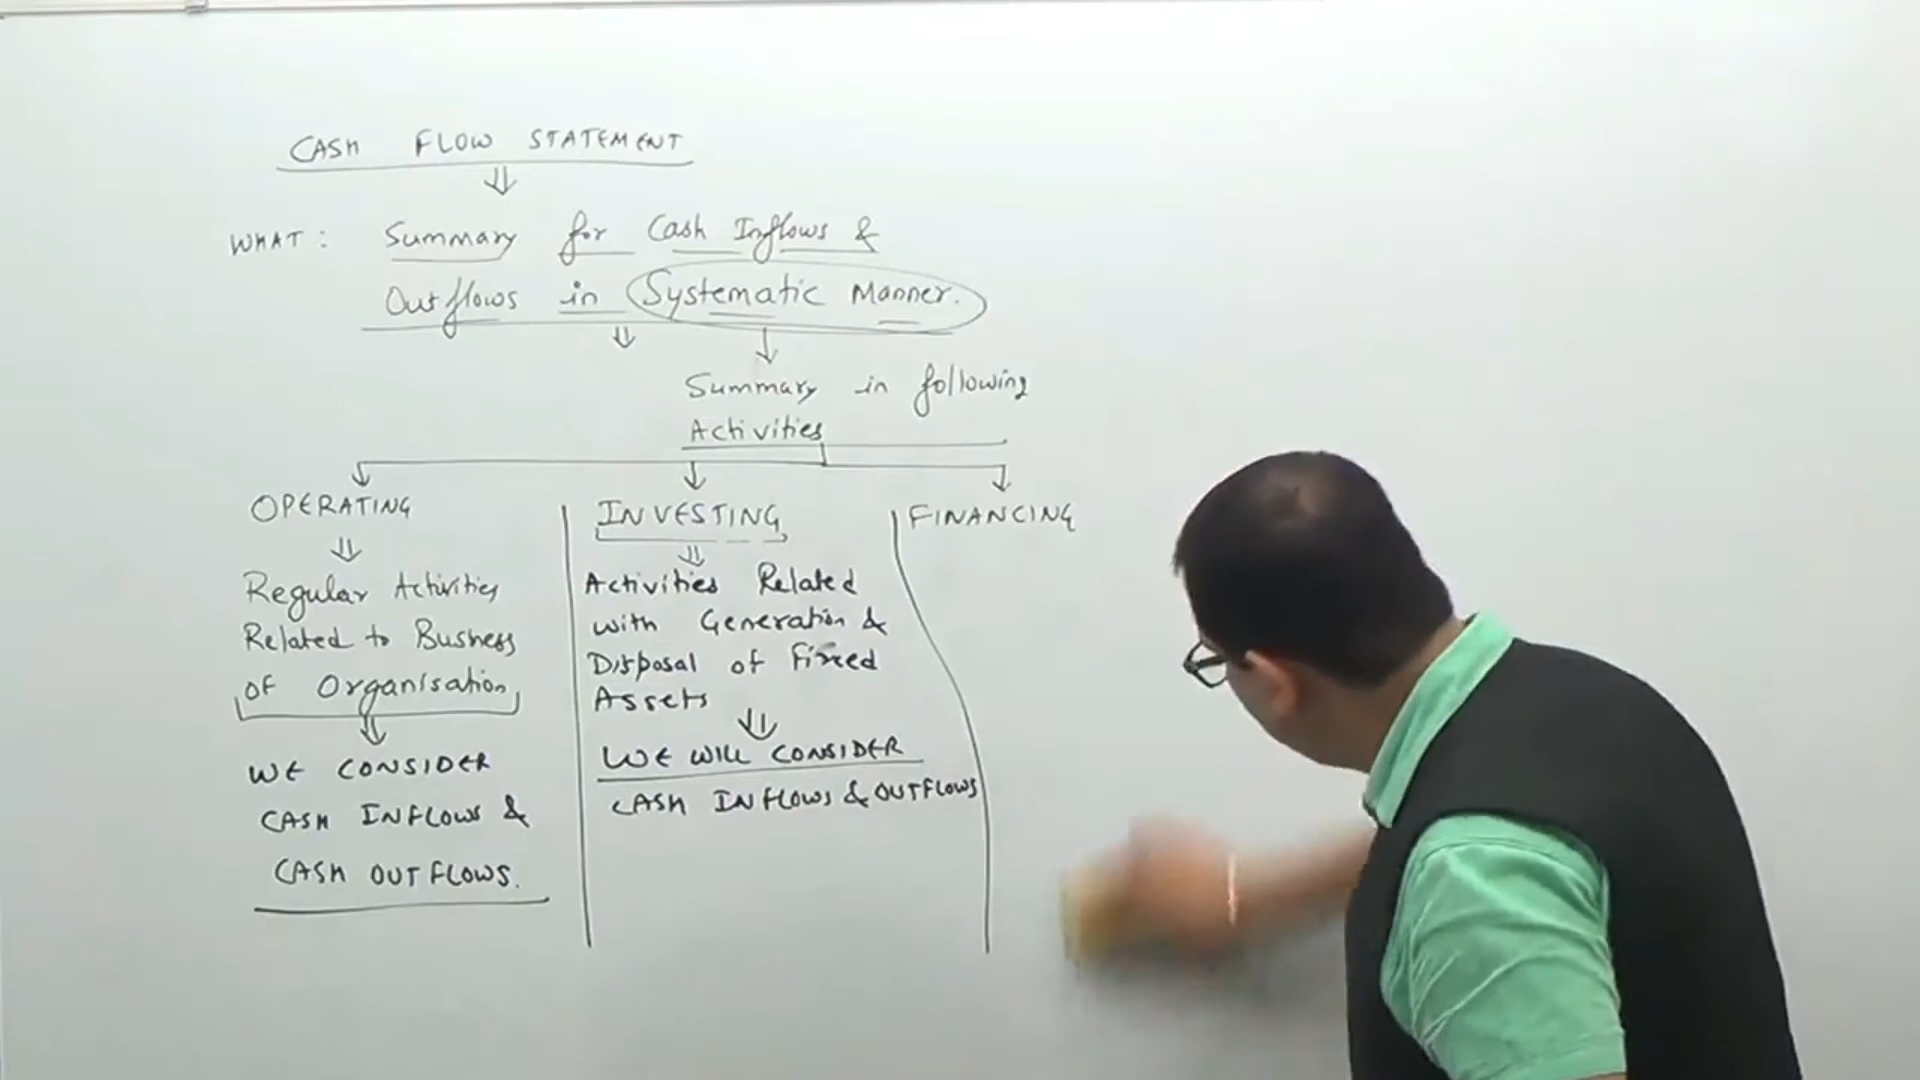 CASH FLOW STATEMENT
WHAT: Summary for Cash Inflows &
Outflows in Systematic Manner.
Summary in following
Activities
OPERATING
Regular Activities
Related to Business
of Organisation
WE CONSIDER
CASH INFLOWS &
CASH OUTFLOWS.
INVESTING
Activities Related
with Generation &
Disposal of Fixed
Assets
WE WILL CONSIDER
CASH INFLOWS & OUTFLOWS
FINANCING